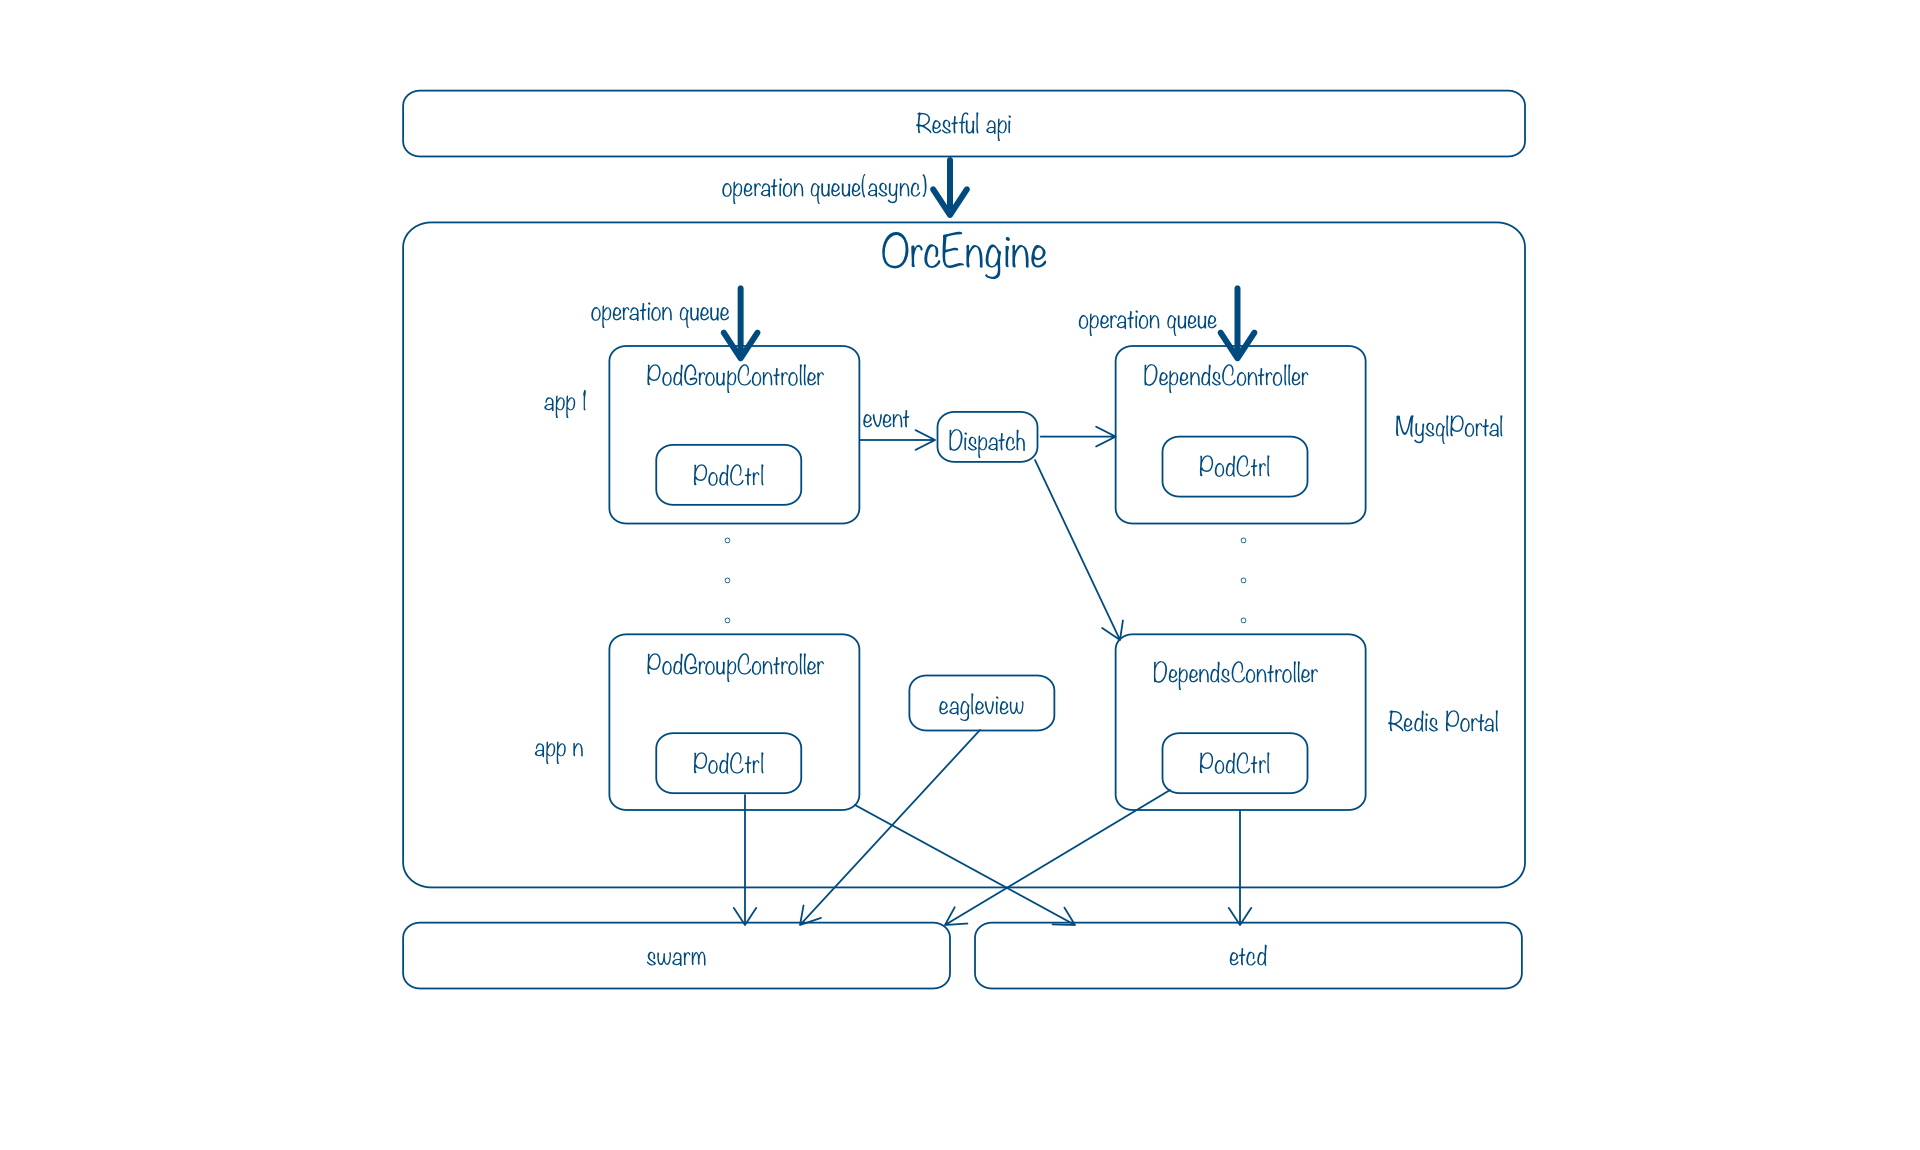 Restful api
operation queue(async)
OrcEngine
operation queue
operation queue
PodGroupController
DependsController
app 1
event
Dispatch
MysqlPortal
PodCtrl
PodCtrl
PodGroupController
DependsController
eagleview
Redis Portal
app n
PodCtrl
PodCtrl
swarm
etcd